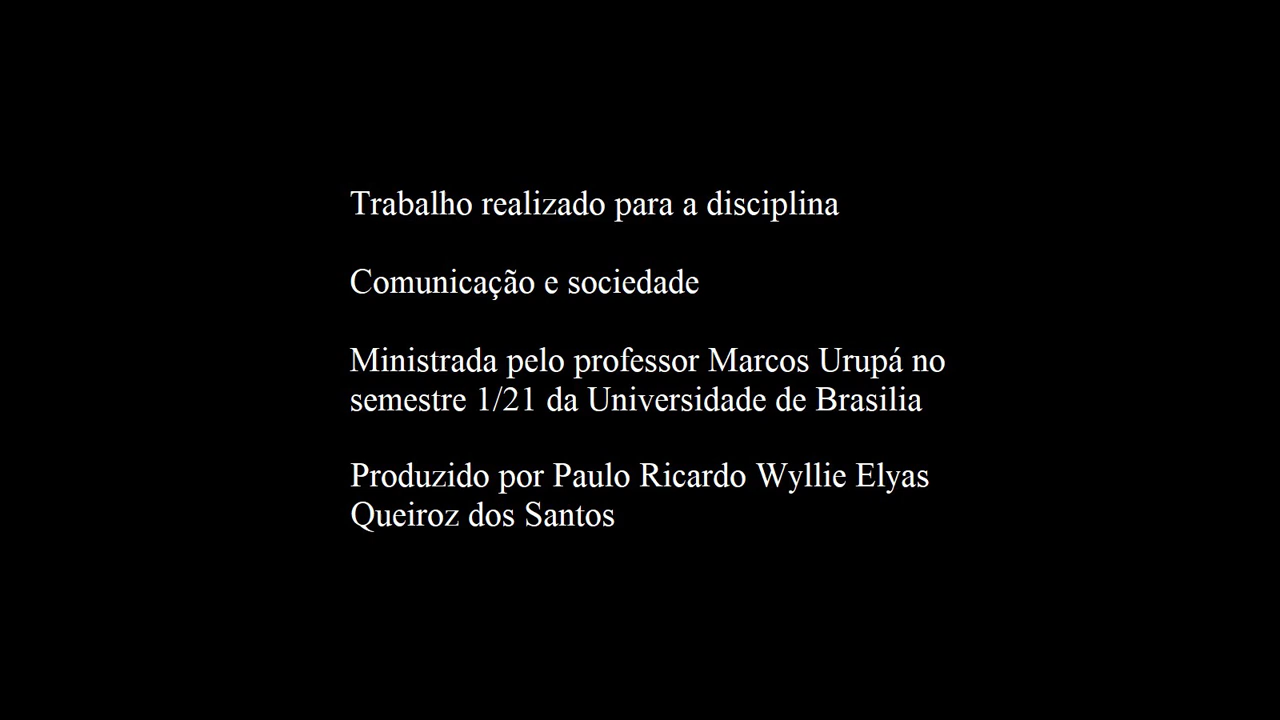 Trabalho realizado para a disciplina
Comunicação e sociedade
Ministrada pelo professor Marcos Urupá no
semestre 1/21 da Universidade de Brasilia
Produzido por Paulo Ricardo Wyllie Elyas
Queiroz dos Santos